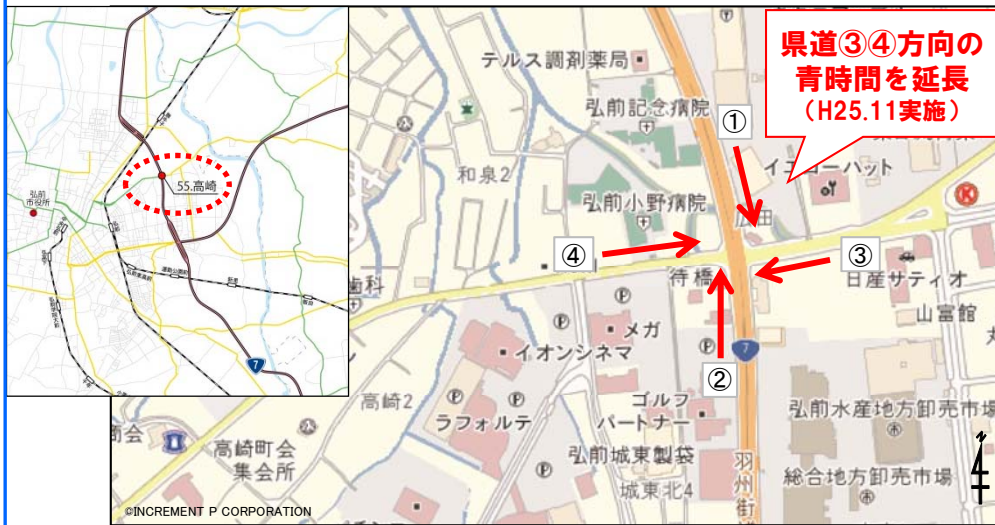 県道③④方向の
青時間を延長
（H25.11実施）
55.高崎
弘前
市役所
7
テルス調剤薬局
弘前記念病院
①
和泉2
イエローハット
弘前小野病院
④
③
待橋
日産サティオ
歯科
山富館
メガ
イオンシネマ
7
②
高崎2
ゴルフ
パートナー
ラフォルテ
弘前水産地方卸売市場
高崎町会
集会所
弘前城東製袋
羽州街
城東北4
総合地方卸売市場
©INCREMENT P CORPORATION